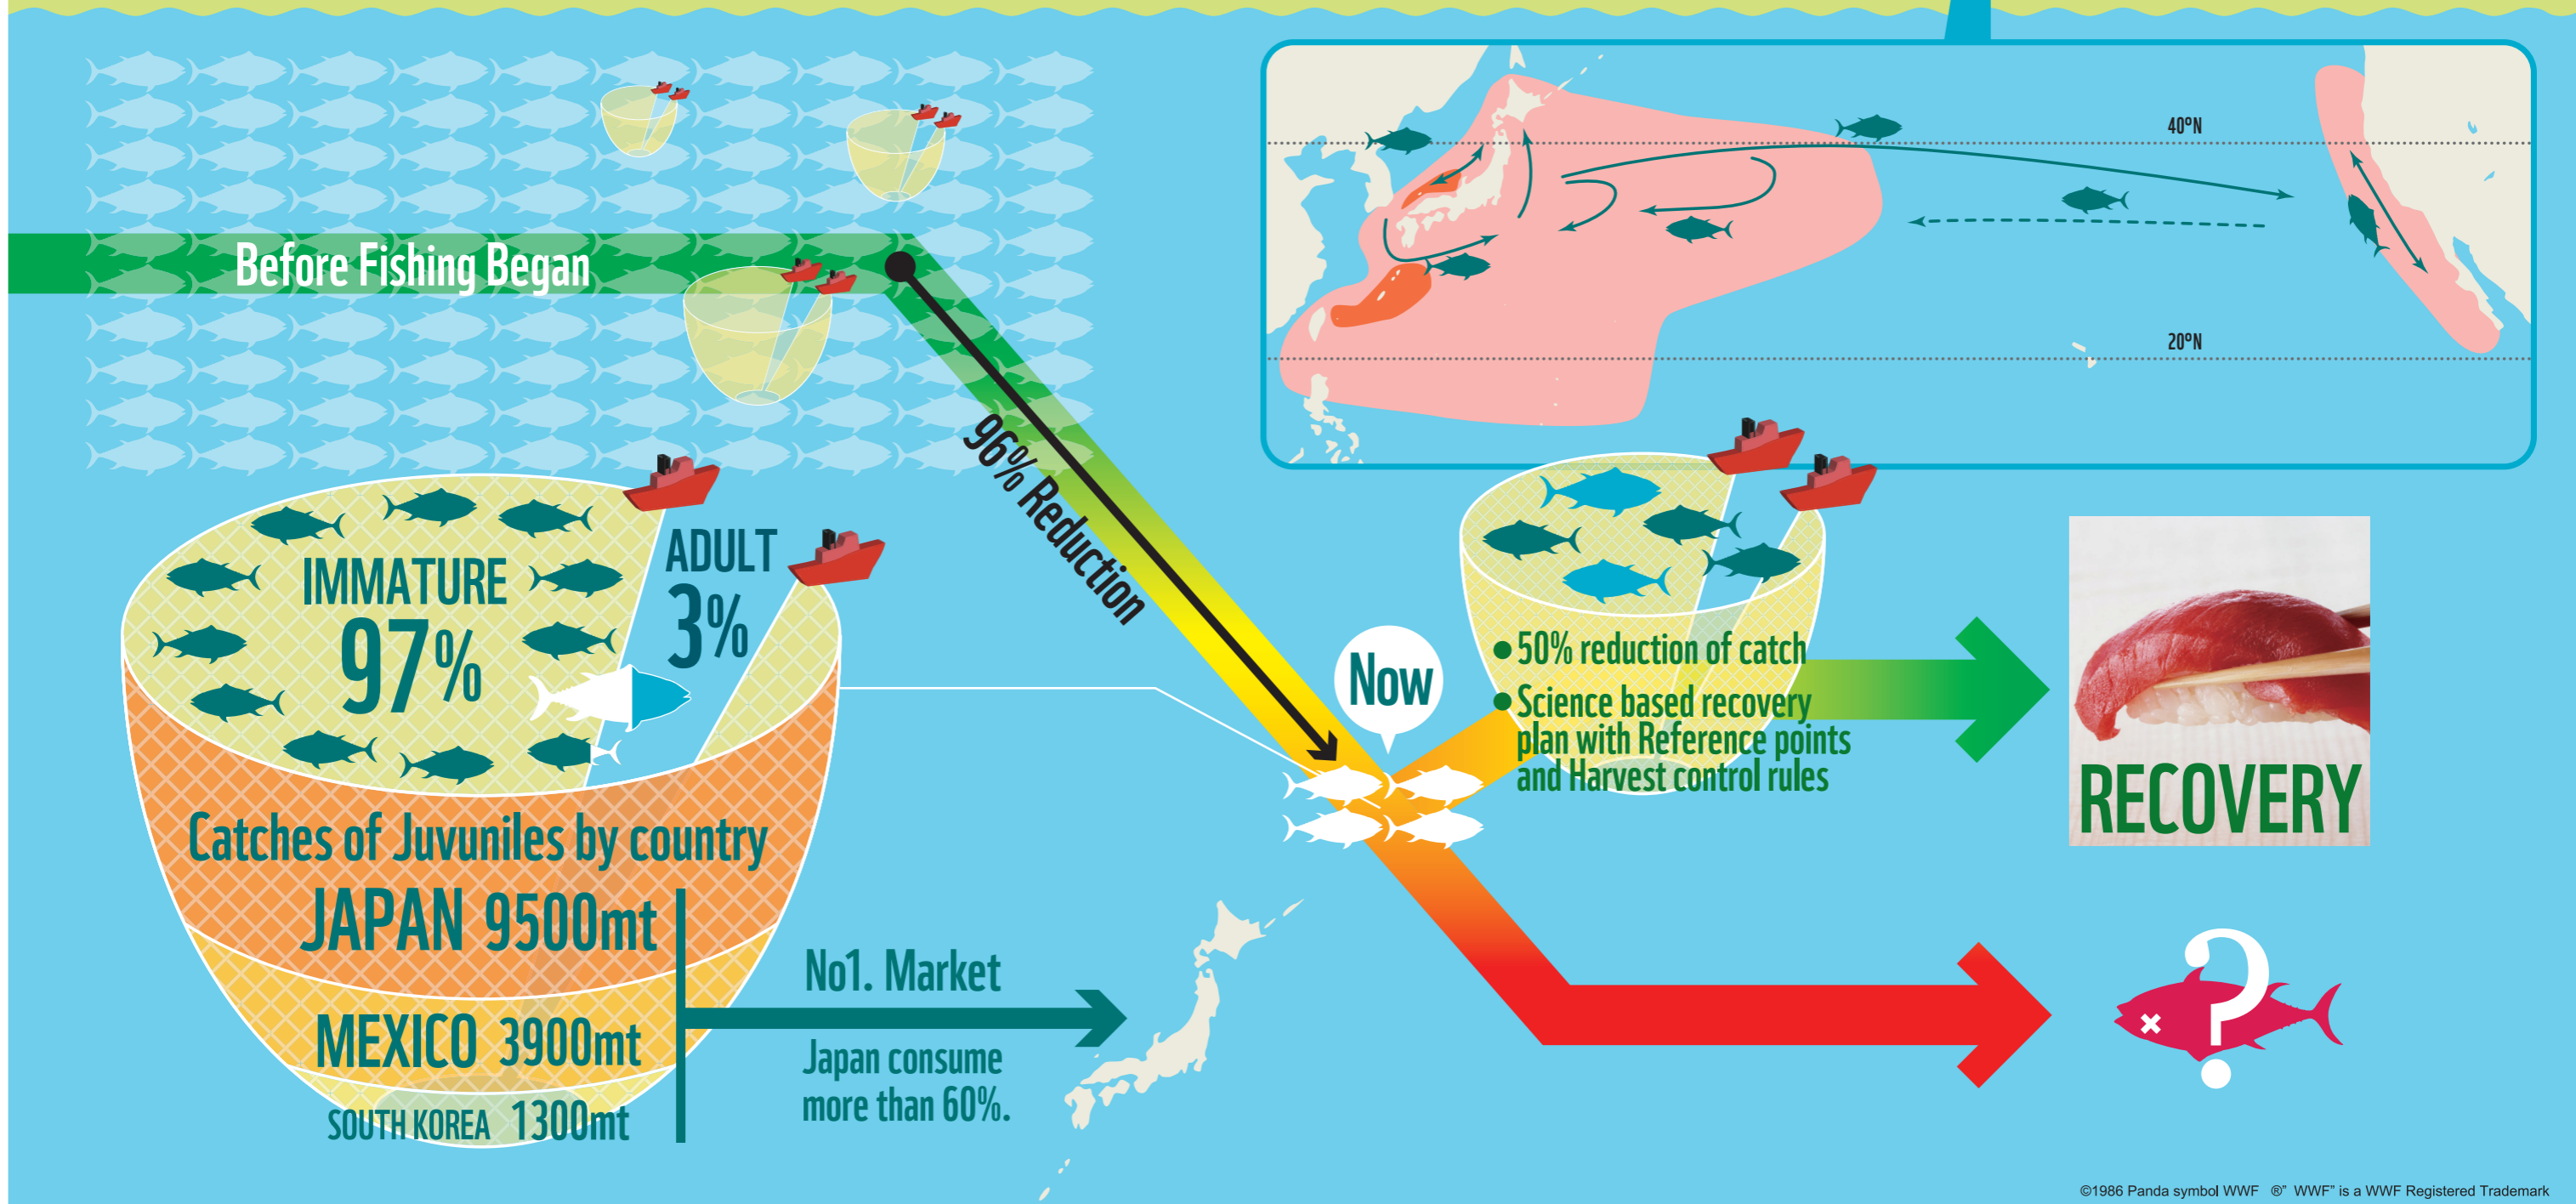 Before Fishing Began
40°N
20°N
96% Reduction
IMMATURE
97%
ADULT
3%
Now
• 50% reduction of catch
• Science based recovery
plan with Reference points
and Harvest control rules
RECOVERY
Catches of Juvuniles by country
JAPAN 9500mt
MEXICO 3900mt
SOUTH KOREA 1300mt
No1. Market
Japan consume
more than 60%.
?
©1986 Panda symbol WWF ®” WWF” is a WWF Registered Trademark